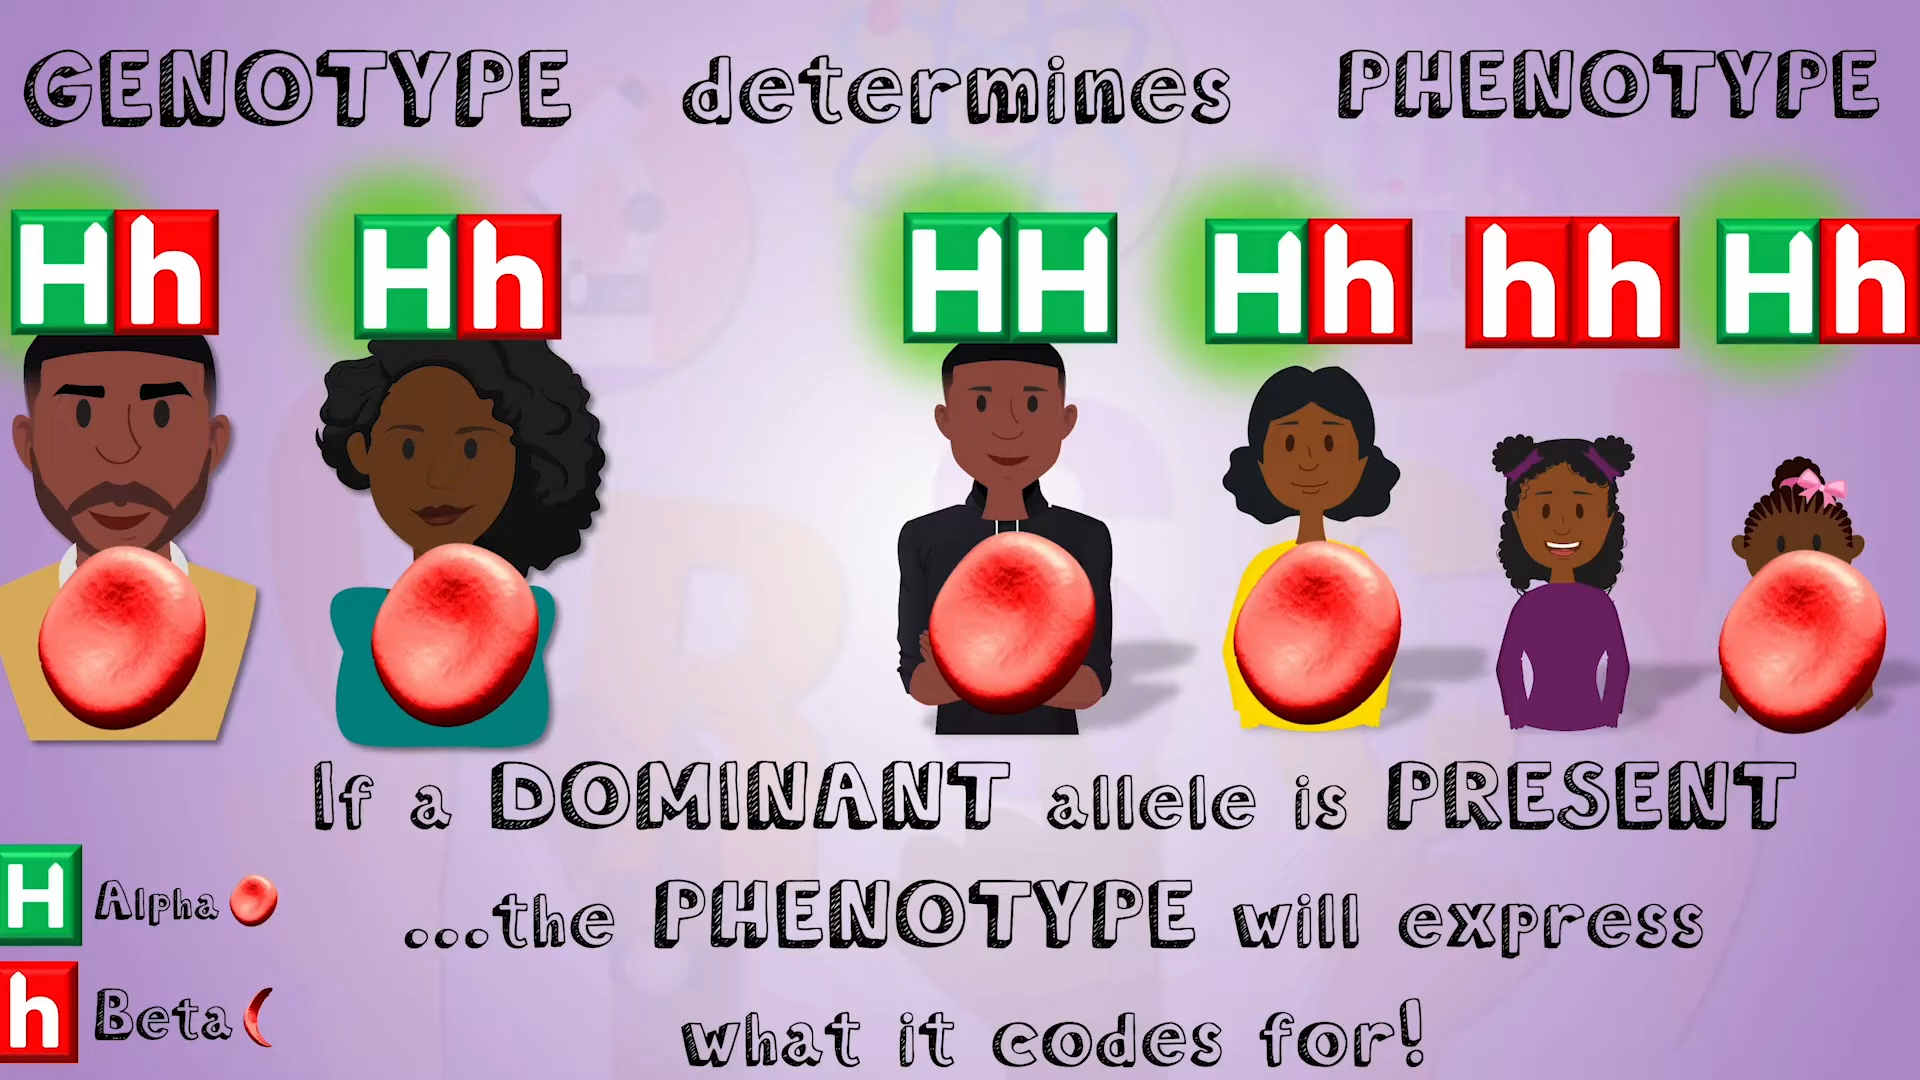 GENOTYPE determines PHENOTYPE
Hh Hh HH Hh hh Hh
If a DOMINANT allele is PRESENT
H Alpha
...the PHENOTYPE will express
h Beta
what it codes for!